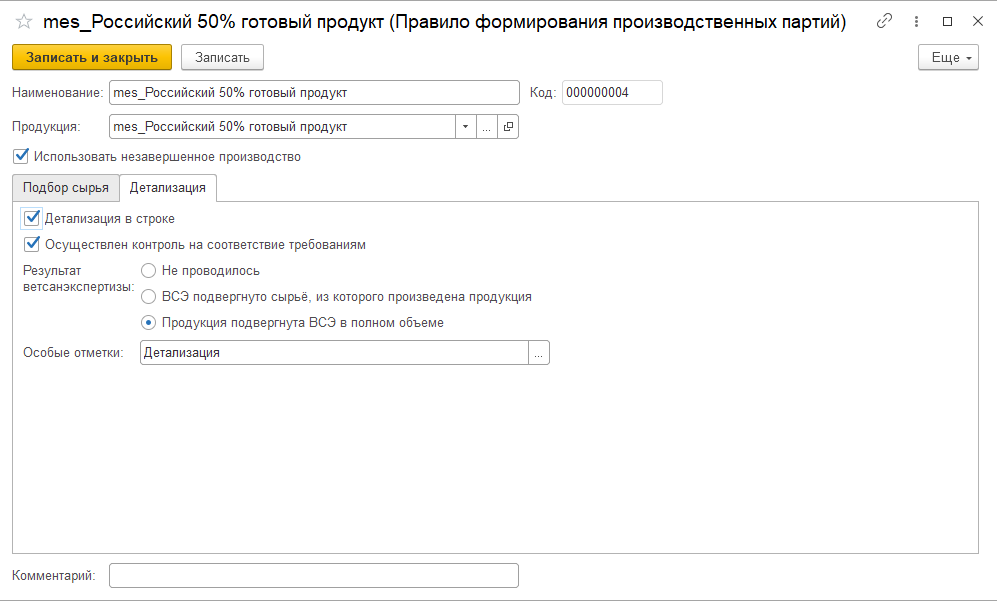 mes_Российский 50% готовый продукт (Правило формирования производственных партий)
Записать и закрыть Записать Еще
Наименование: mes_Российский 50% готовый продукт Код: 000000004
Продукция: mes_Российский 50% готовый продукт ...
Использовать незавершенное производство
Подбор сырья Детализация
Детализация в строке
Осуществлен контроль на соответствие требованиям
Результат
ветсанэкспертизы:
Не проводилось
ВСЭ подвергнуто сырьё, из которого произведена продукция
Продукция подвергнута ВСЭ в полном объеме
Особые отметки: Детализация ...
Комментарий: